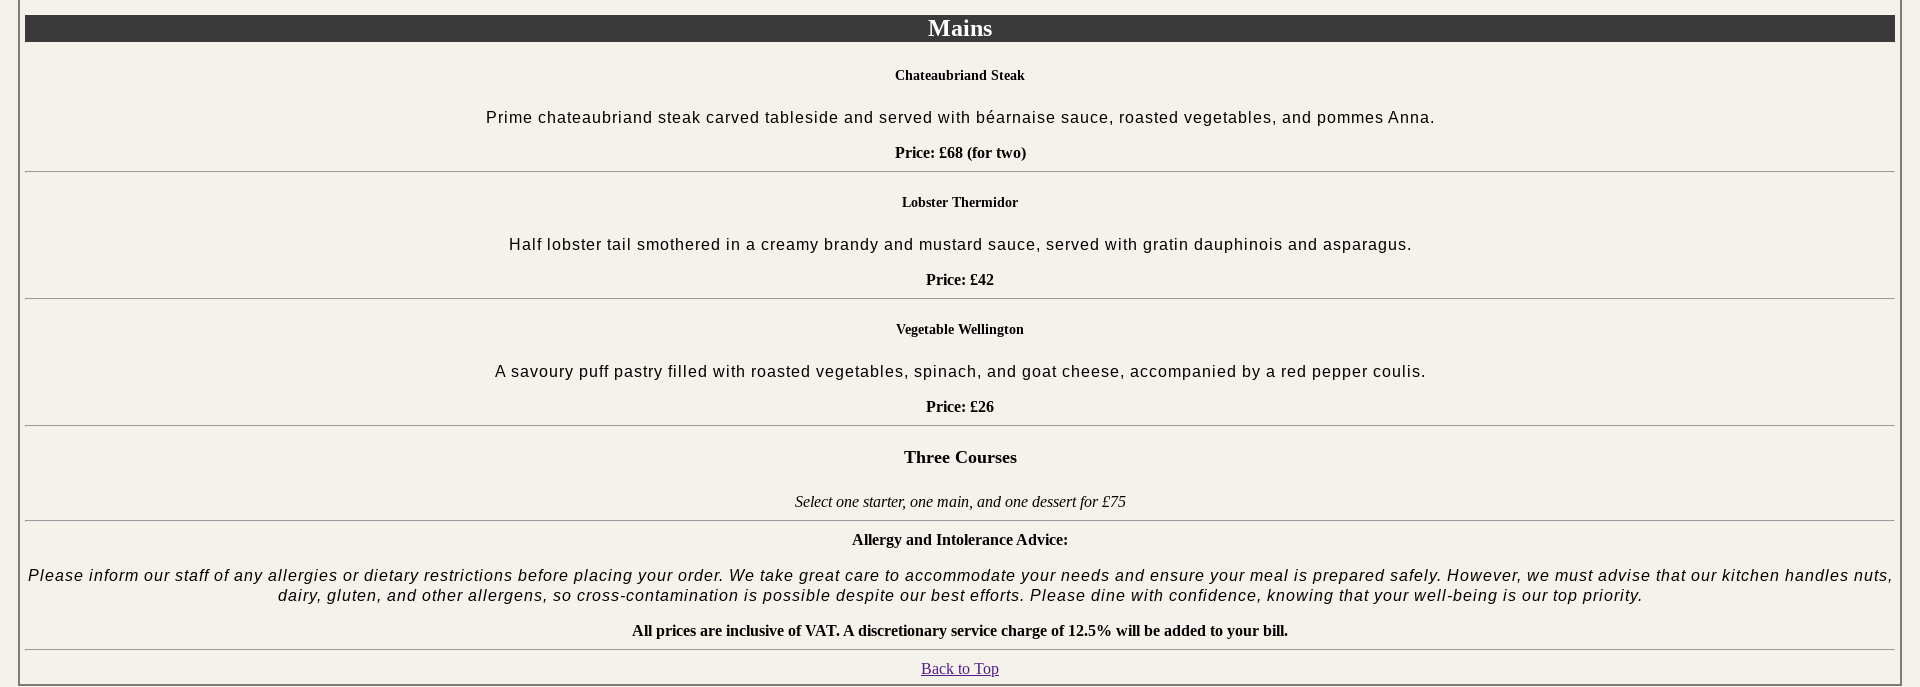 Mains
Chateaubriand Steak
Prime chateaubriand steak carved tableside and served with béarnaise sauce, roasted vegetables, and pommes Anna.
Price: £68 (for two)
Lobster Thermidor
Half lobster tail smothered in a creamy brandy and mustard sauce, served with gratin dauphinois and asparagus.
Price: £42
Vegetable Wellington
A savoury puff pastry filled with roasted vegetables, spinach, and goat cheese, accompanied by a red pepper coulis.
Price: £26
Three Courses
Select one starter, one main, and one dessert for £75
Allergy and Intolerance Advice:
Please inform our staff of any allergies or dietary restrictions before placing your order. We take great care to accommodate your needs and ensure your meal is prepared safely. However, we must advise that our kitchen handles nuts,
dairy, gluten, and other allergens, so cross-contamination is possible despite our best efforts. Please dine with confidence, knowing that your well-being is our top priority.
All prices are inclusive of VAT. A discretionary service charge of 12.5% will be added to your bill.
Back to Top